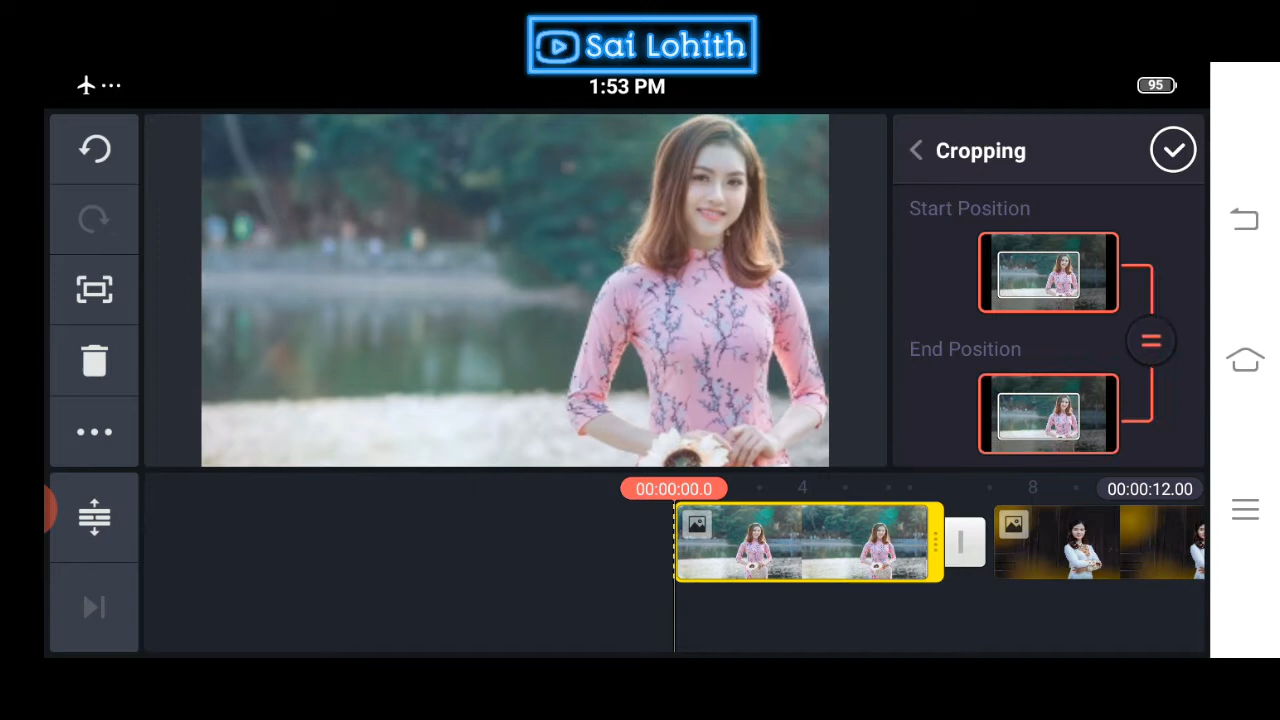 Sai Lohith
1:53 PM
95
Cropping
Start Position
End Position
00:00:00.0
4
8
00:00:12.00